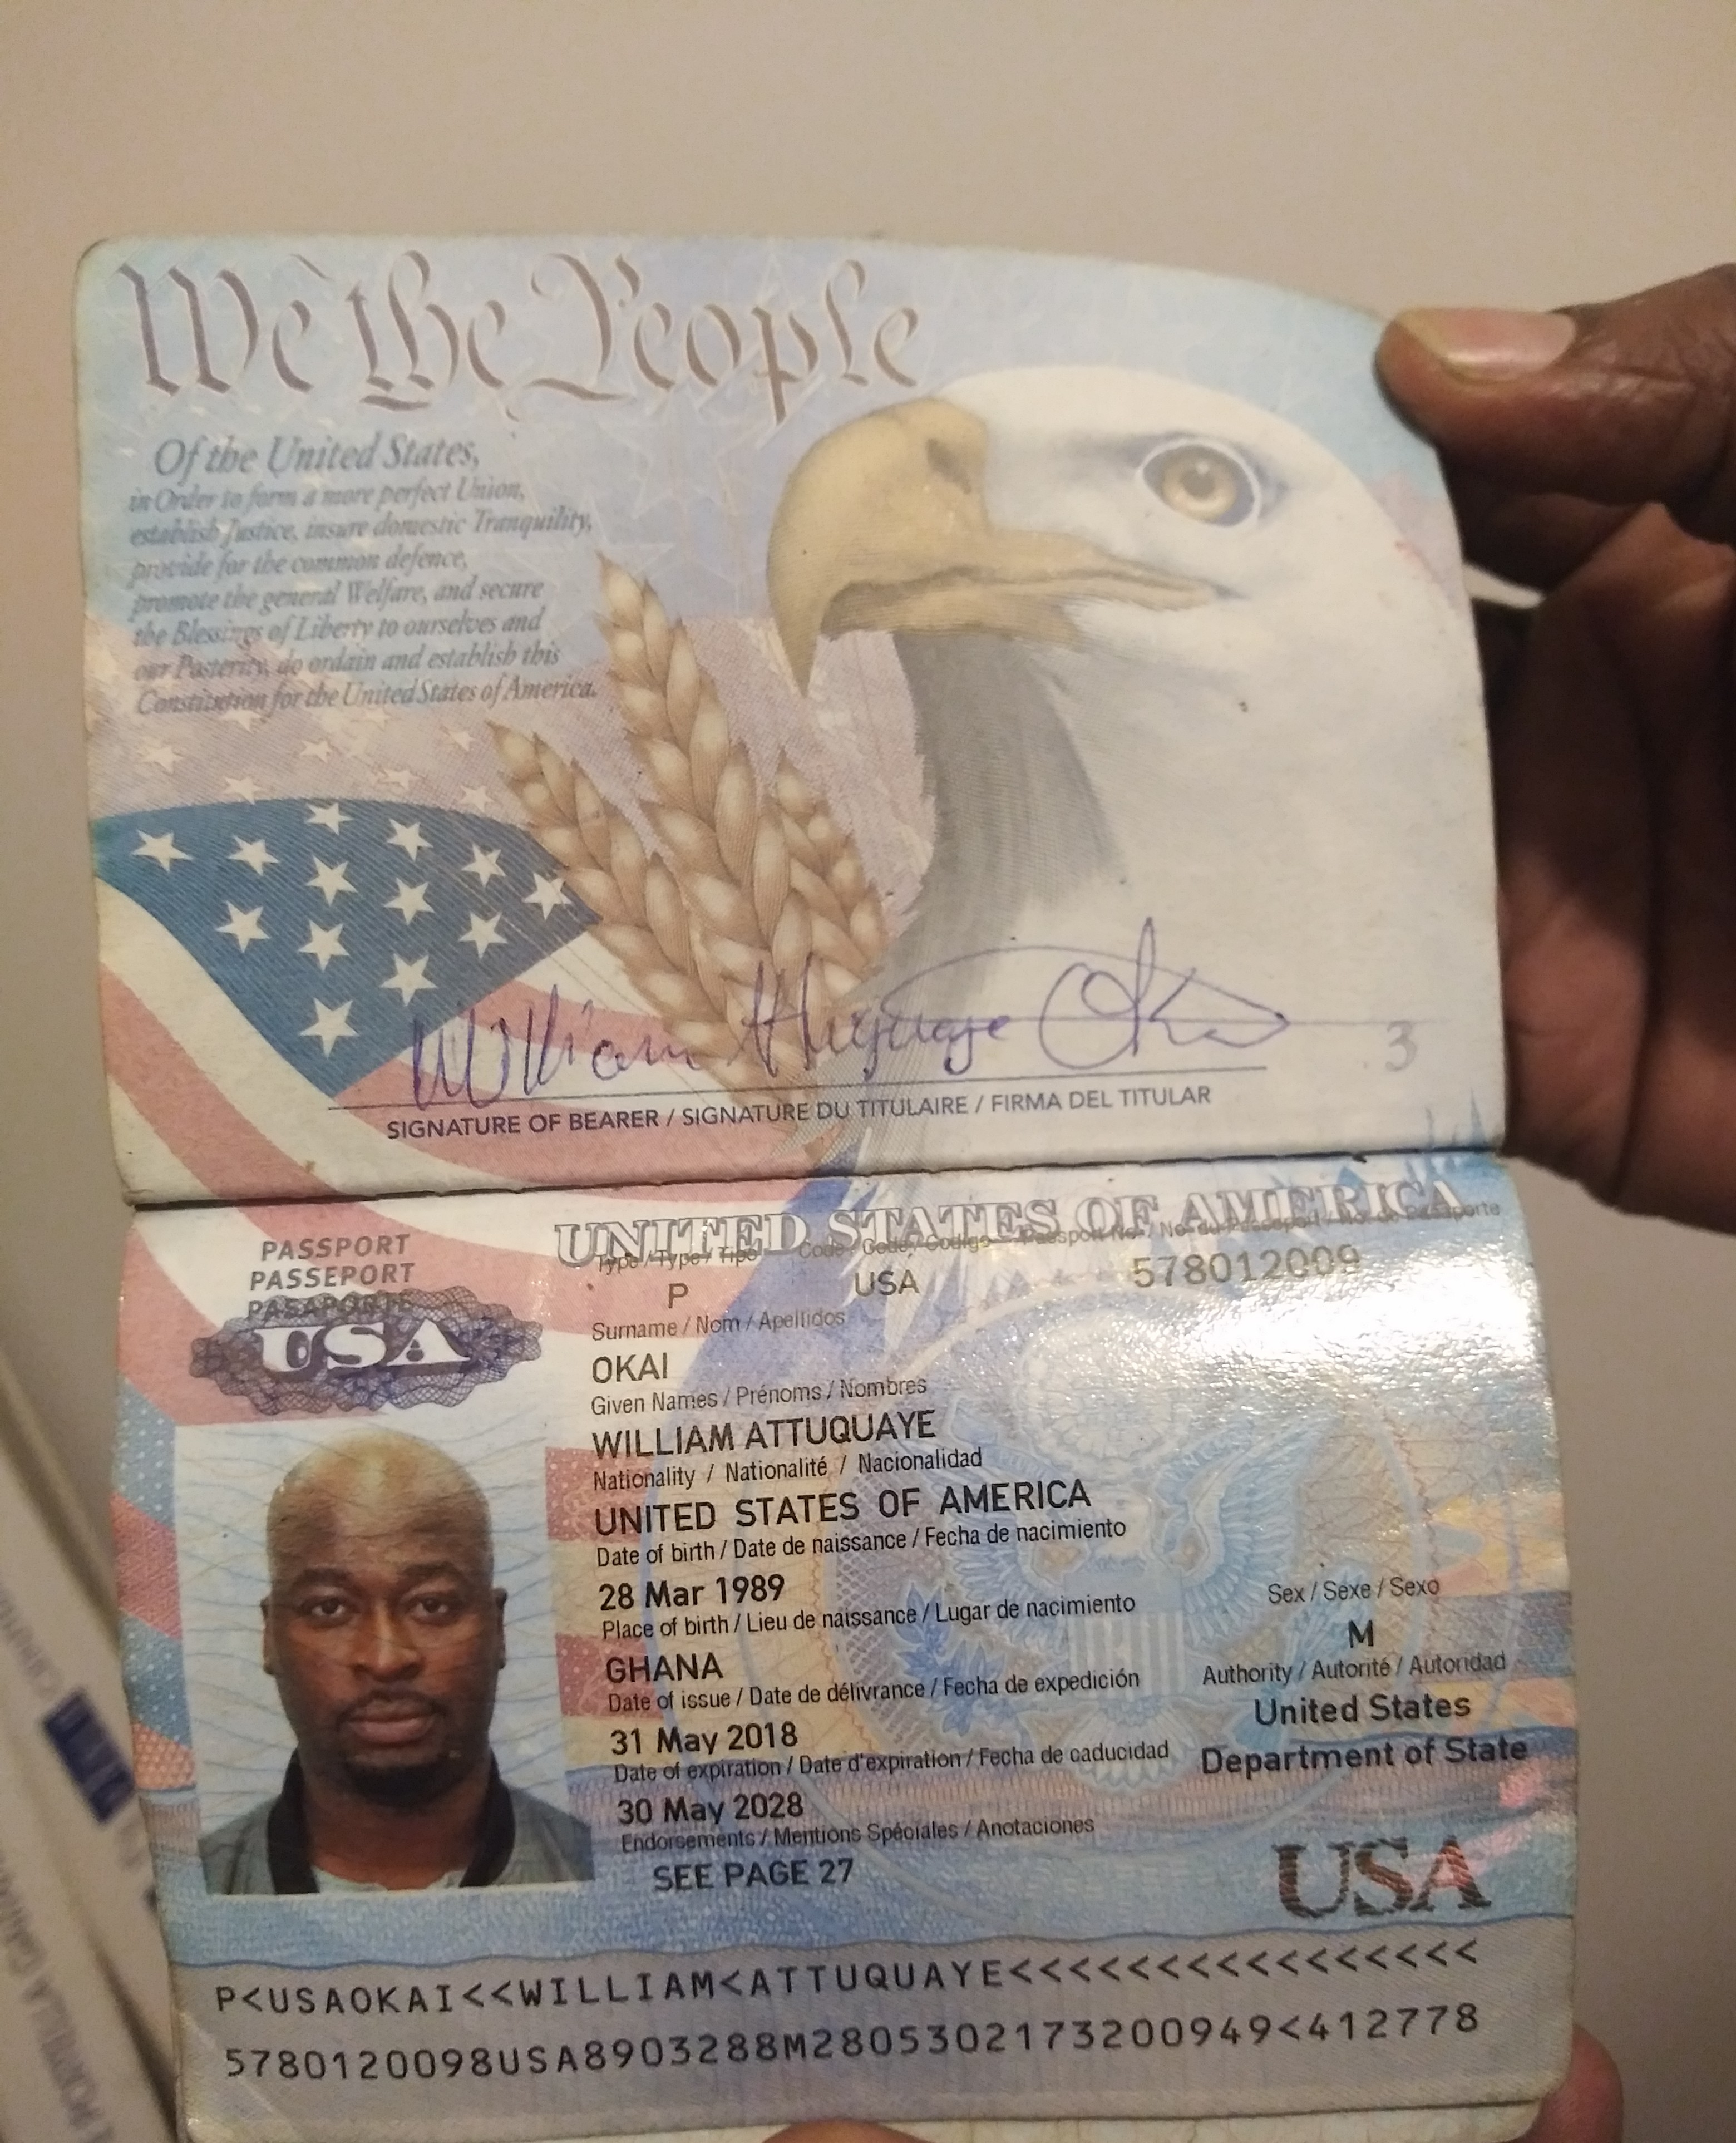 We the People
Of the United States,
in Order to form a more perfect Union,
establish Justice, insure domestic Tranquility,
provide for the common defence,
promote the general Welfare, and secure
the Blessings of Liberty to ourselves and
our Posterity, do ordain and establish this
Constitution for the United States of America.
SIGNATURE OF BEARER / SIGNATURE DU TITULAIRE / FIRMA DEL TITULAR
3
UNITED STATES OF AMERICA
PASSPORT
PASSEPORT
PASAPORTE
USA
Type / Type / Tipo Code / Code / Codigo Passport No. / No. du Passeport / No. de Pasaporte
P USA 578012009
Surname / Nom / Apellidos
OKAI
Given Names / Prénoms / Nombres
WILLIAM ATTUQUAYE
Nationality / Nationalité / Nacionalidad
UNITED STATES OF AMERICA
Date of birth / Date de naissance / Fecha de nacimiento
28 Mar 1989
Place of birth / Lieu de naissance / Lugar de nacimiento
Sex / Sexe / Sexo
GHANA
M
Date of issue / Date de délivrance / Fecha de expedición
Authority / Autorité / Autoridad
31 May 2018
United States
Date of expiration / Date d'expiration / Fecha de caducidad
Department of State
30 May 2028
Endorsements / Mentions Spéciales / Anotaciones
SEE PAGE 27
USA
P<USAOKAI<<WILLIAM<ATTUQUAYE<<<<<<<<<<<<<<<<
5780120098USA8903288M2805302173200949<412778